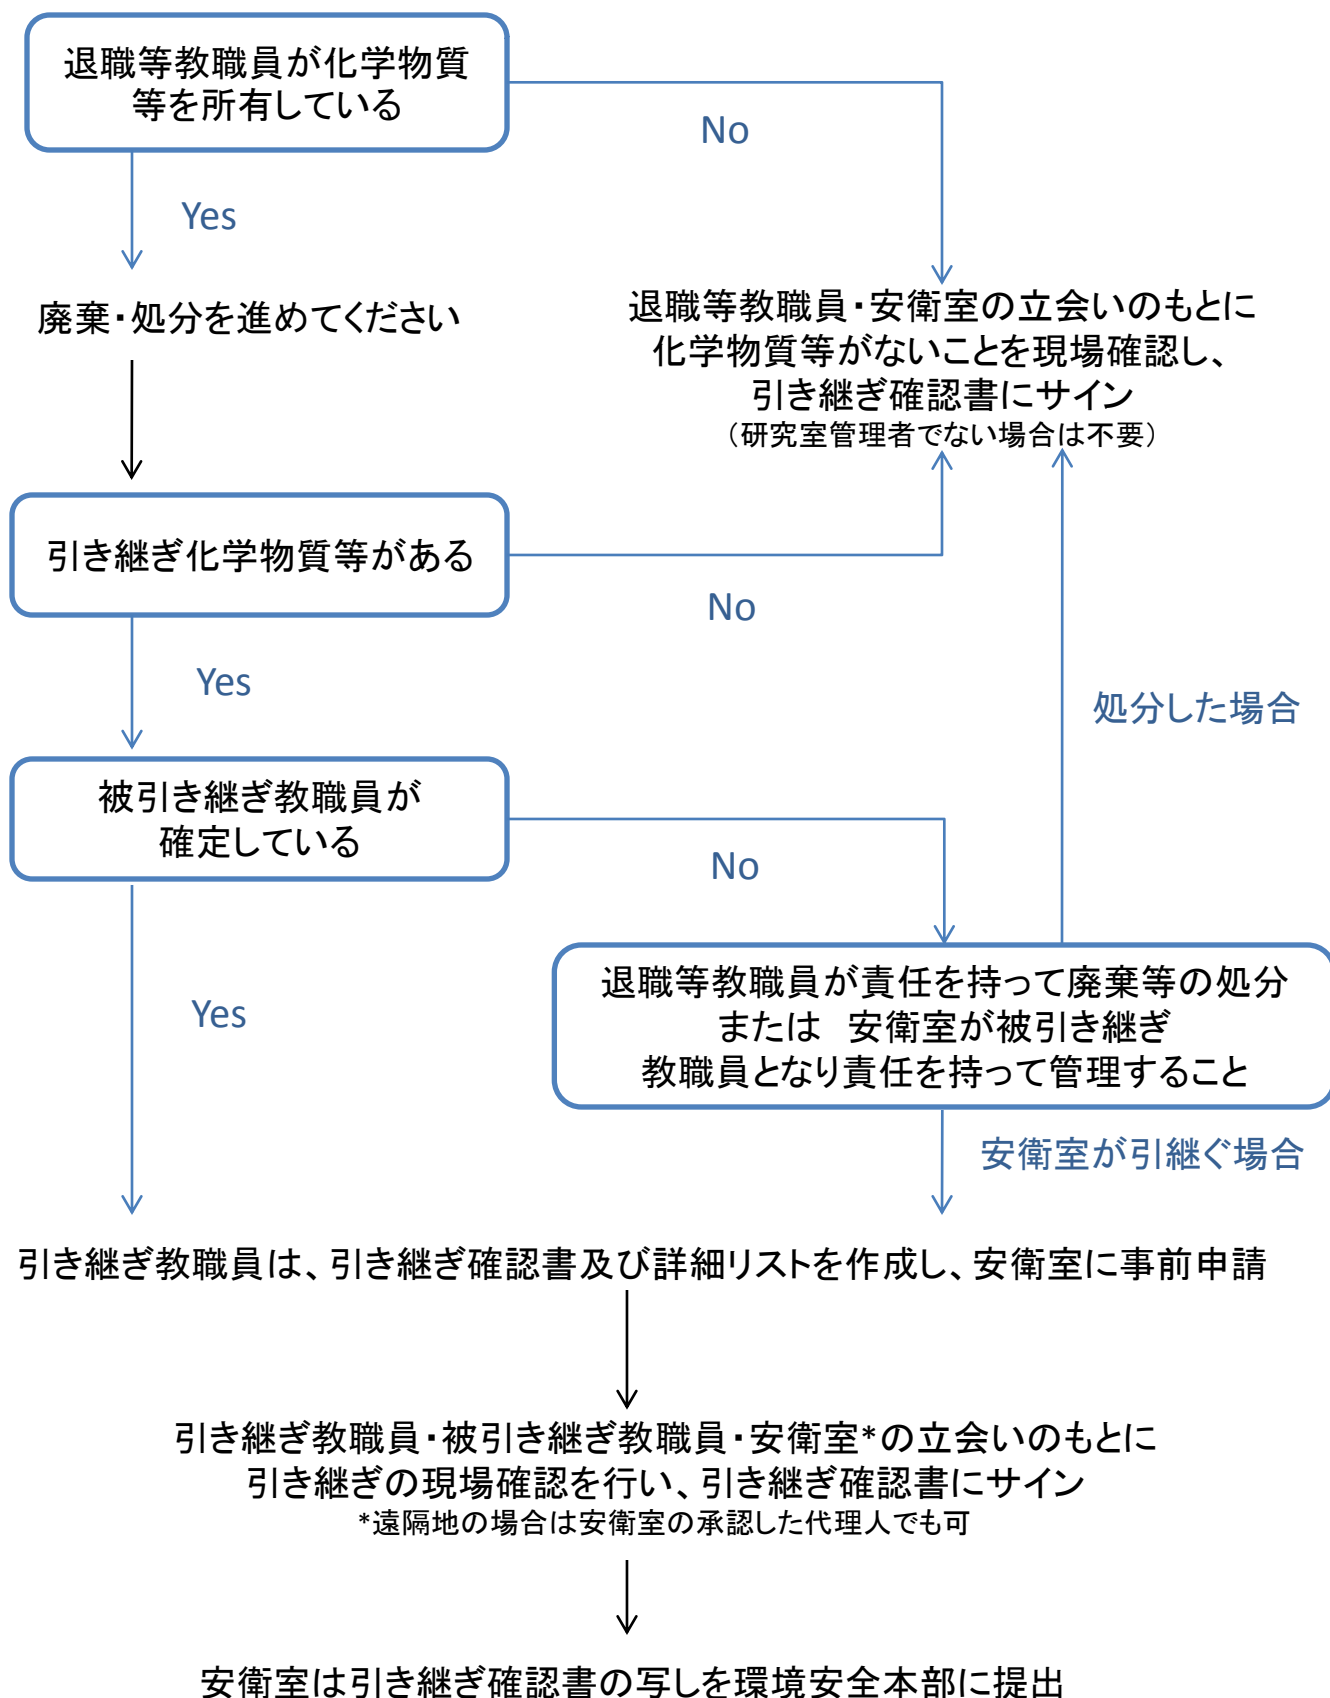 退職等教職員が化学物質
等を所有している
No
Yes
廃棄・処分を進めてください
退職等教職員・安衛室の立会いのもとに
化学物質等がないことを現場確認し、
引き継ぎ確認書にサイン
（研究室管理者でない場合は不要）
引き継ぎ化学物質等がある
No
Yes
処分した場合
被引き継ぎ教職員が
確定している
No
Yes
退職等教職員が責任を持って廃棄等の処分
または　安衛室が被引き継ぎ
教職員となり責任を持って管理すること
安衛室が引継ぐ場合
引き継ぎ教職員は、引き継ぎ確認書及び詳細リストを作成し、安衛室に事前申請
引き継ぎ教職員・被引き継ぎ教職員・安衛室*の立会いのもとに
引き継ぎの現場確認を行い、引き継ぎ確認書にサイン
*遠隔地の場合は安衛室の承認した代理人でも可
安衛室は引き継ぎ確認書の写しを環境安全本部に提出